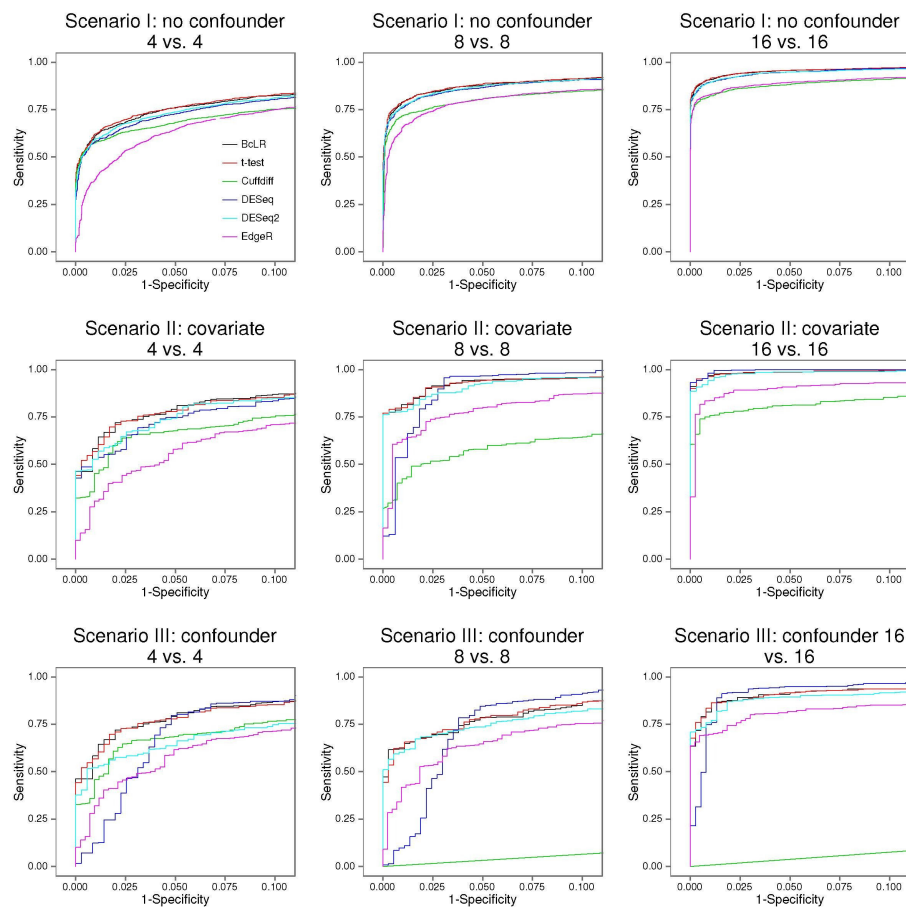 Scenario I: no confounder
4 vs. 4
Scenario I: no confounder
8 vs. 8
Scenario I: no confounder
16 vs. 16
1.00
0.75
0.50
0.25
0.00
Sensitivity
BcLR
t-test
Cuffdiff
DESeq
DESeq2
EdgeR
0.000 0.025 0.050 0.075 0.100
1-Specificity
1.00
0.75
0.50
0.25
0.00
Sensitivity
0.000 0.025 0.050 0.075 0.100
1-Specificity
1.00
0.75
0.50
0.25
0.00
Sensitivity
0.000 0.025 0.050 0.075 0.100
1-Specificity
Scenario II: covariate
4 vs. 4
Scenario II: covariate
8 vs. 8
Scenario II: covariate
16 vs. 16
1.00
0.75
0.50
0.25
0.00
Sensitivity
0.000 0.025 0.050 0.075 0.100
1-Specificity
1.00
0.75
0.50
0.25
0.00
Sensitivity
0.000 0.025 0.050 0.075 0.100
1-Specificity
1.00
0.75
0.50
0.25
0.00
Sensitivity
0.000 0.025 0.050 0.075 0.100
1-Specificity
Scenario III: confounder
4 vs. 4
Scenario III: confounder
8 vs. 8
Scenario III: confounder 16
vs. 16
1.00
0.75
0.50
0.25
0.00
Sensitivity
0.000 0.025 0.050 0.075 0.100
1-Specificity
1.00
0.75
0.50
0.25
0.00
Sensitivity
0.000 0.025 0.050 0.075 0.100
1-Specificity
1.00
0.75
0.50
0.25
0.00
Sensitivity
0.000 0.025 0.050 0.075 0.100
1-Specificity